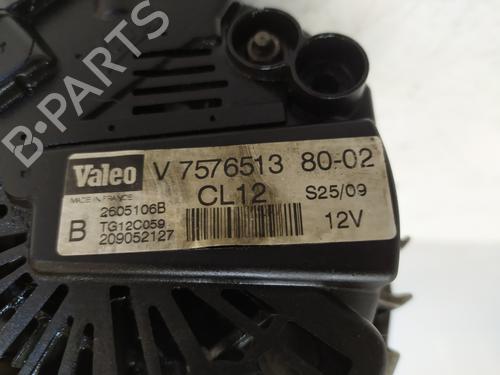 B-PARTS
Valeo V 7576513 80-02
MADE IN FRANCE CL12 S25/09
2605106B
B TG12C059 12V
209052127